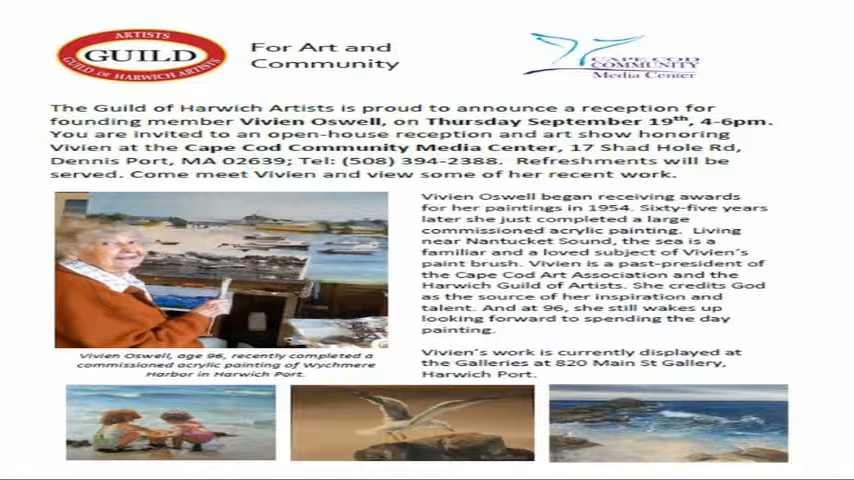 ARTISTS
GUILD
GUILD OF HARWICH ARTISTS
For Art and
Community
CAPE COD
COMMUNITY
Media Center
The Guild of Harwich Artists is proud to announce a reception for
founding member Vivien Oswell, on Thursday September 19th, 4-6pm.
You are invited to an open-house reception and art show honoring
Vivien at the Cape Cod Community Media Center, 17 Shad Hole Rd,
Dennis Port, MA 02639; Tel: (508) 394-2388. Refreshments will be
served. Come meet Vivien and view some of her recent work.
Vivien Oswell began receiving awards
for her paintings in 1954. Sixty-five years
later she just completed a large
commissioned acrylic painting. Living
near Nantucket Sound, the sea is a
familiar and a loved subject of Vivien's
paint brush. Vivien is a past-president of
the Cape Cod Art Association and the
Harwich Guild of Artists. She credits God
as the source of her inspiration and
talent. And at 96, she still wakes up
looking forward to spending the day
painting.
Vivien's work is currently displayed at
the Galleries at 820 Main St Gallery,
Harwich Port.
Vivien Oswell, age 96, recently completed a
commissioned acrylic painting of Wychmere
Harbor in Harwich Port.